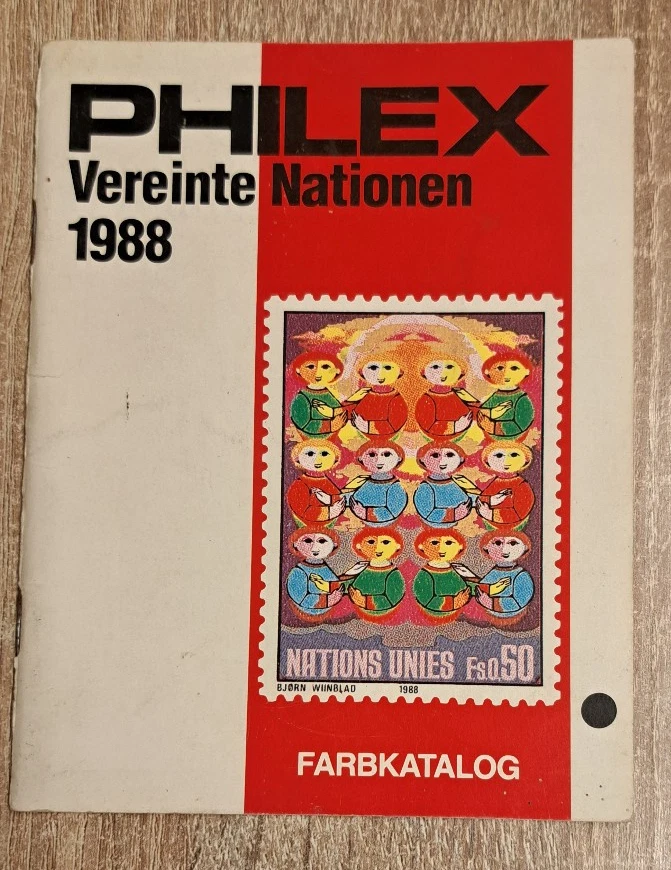 PHILEX
Vereinte Nationen
1988
NATIONS UNIES Fs.0.50
BJØRN WIINBLAD 1988
FARBKATALOG